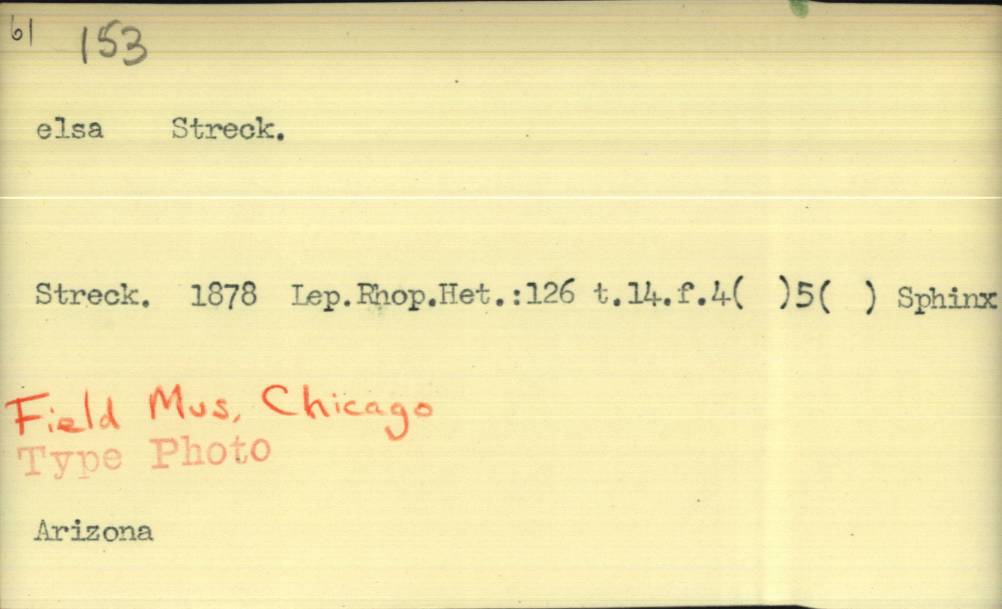 61 153
elsa Streck.
Streck. 1878 Lep.Rhop.Het.:126 t.14.f.4( )5( ) Sphinx
Field Mus, Chicago
Type Photo
Arizona